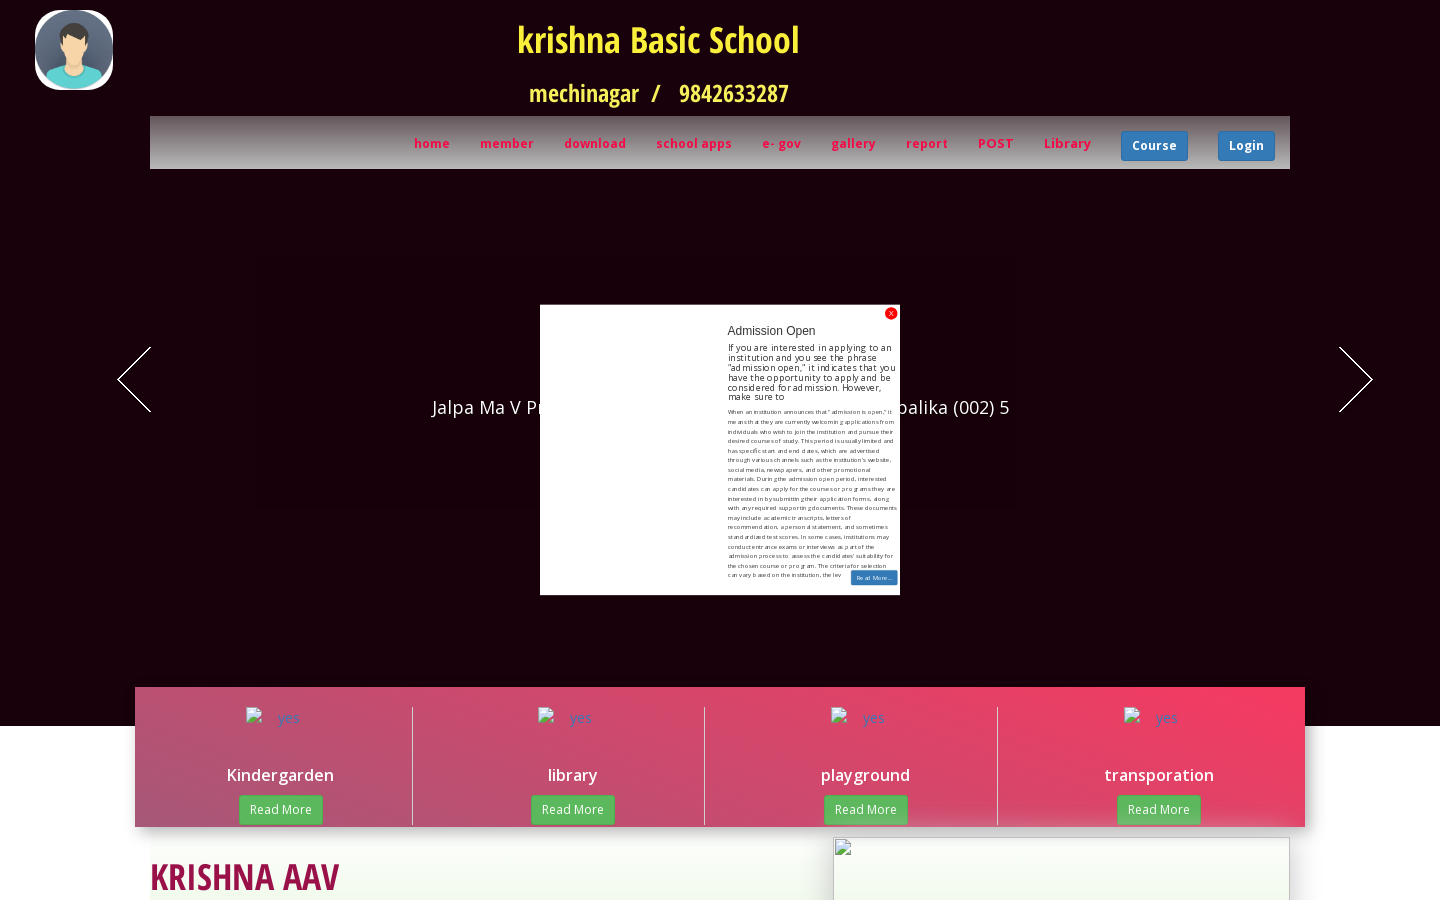 krishna Basic School
mechinagar / 9842633287
home member download school apps e- gov gallery report POST Library Course Login
X
Admission Open
If you are interested in applying to an
institution and you see the phrase
"admission open," it indicates that you
have the opportunity to apply and be
considered for admission. However,
make sure to
Jalpa Ma V
palika (002) 5
When an institution announces that "admission is open," it
means that they are currently welcoming applications from
individuals who wish to join the institution and pursue their
desired courses of study. This period is usually limited and
has specific start and end dates, which are advertised
through various channels such as the institution's website,
social media, newspapers, and other promotional
materials. During the admission open period, interested
candidates can apply for the courses or programs they are
interested in by submitting their application forms, along
with any required supporting documents. These documents
may include academic transcripts, letters of
recommendation, a personal statement, and sometimes
standardized test scores. In some cases, institutions may
conduct entrance exams or interviews as part of the
admission process to assess the candidates' suitability for
the chosen course or program. The criteria for selection
can vary based on the institution, the lev
Read More...
yes yes yes yes
Kindergarden library playground transporation
Read More Read More Read More Read More
KRISHNA AAV